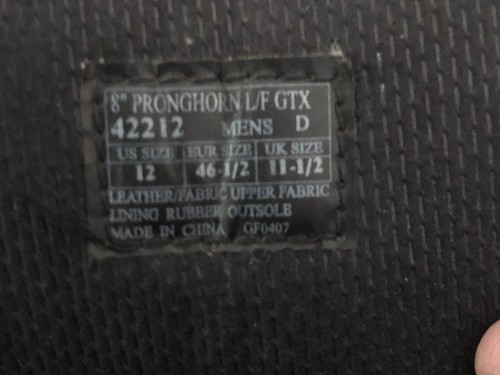 8" PRONGHORN L/F GTX
42212 MENS D
US SIZE EUR SIZE UK SIZE
12 46-1/2 11-1/2
LEATHER/FABRIC UPPER FABRIC
LINING RUBBER OUTSOLE
MADE IN CHINA GF0407